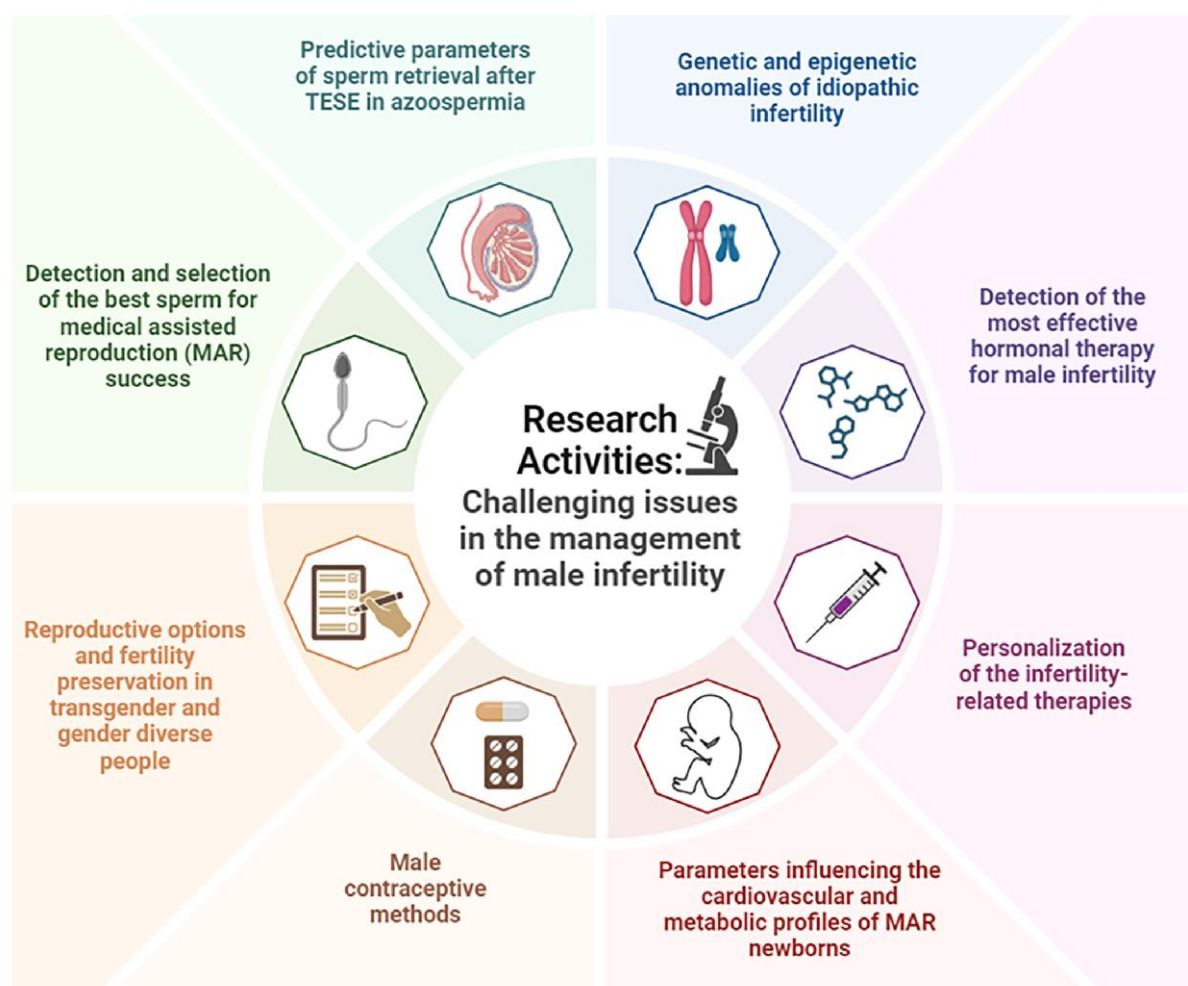 Predictive parameters
of sperm retrieval after
TESE in azoospermia
Genetic and epigenetic
anomalies of idiopathic
infertility
Detection and selection
of the best sperm for
medical assisted
reproduction (MAR)
success
Detection of the
most effective
hormonal therapy
for male infertility
Research
Activities:
Challenging issues
in the management
of male infertility
Reproductive options
and fertility
preservation in
transgender and
gender diverse
people
Personalization
of the infertility-
related therapies
Male
contraceptive
methods
Parameters influencing the
cardiovascular and
metabolic profiles of MAR
newborns